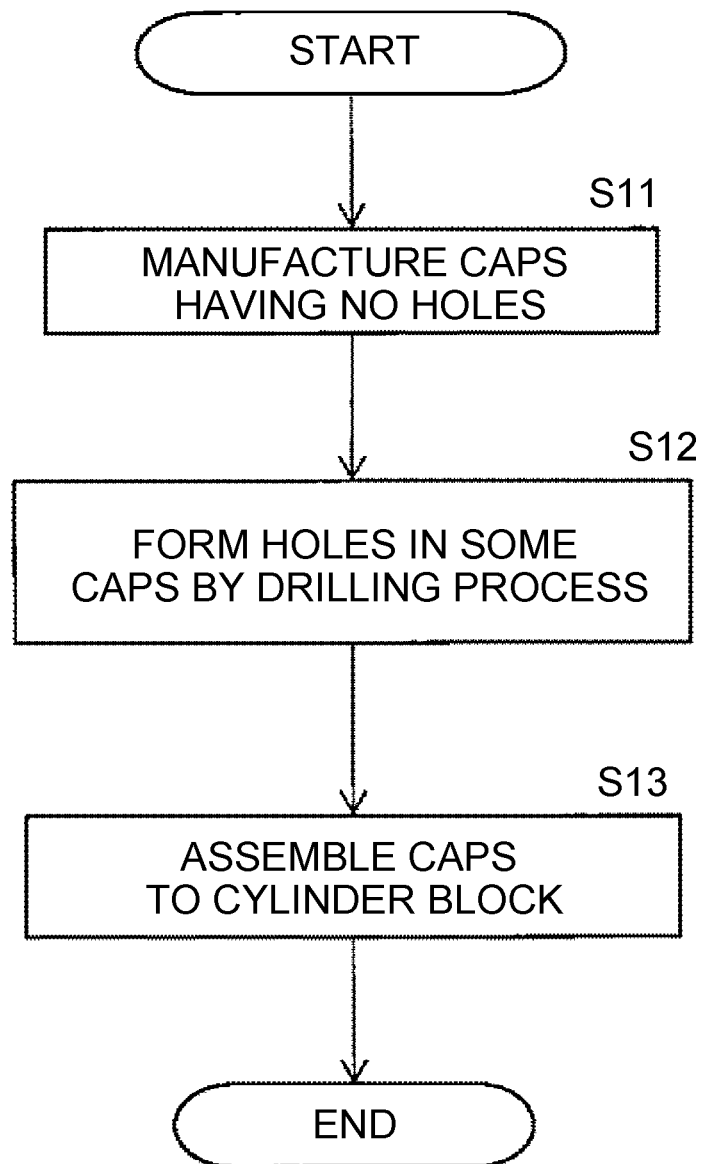 START
S11
MANUFACTURE CAPS
HAVING NO HOLES
S12
FORM HOLES IN SOME
CAPS BY DRILLING PROCESS
S13
ASSEMBLE CAPS
TO CYLINDER BLOCK
END